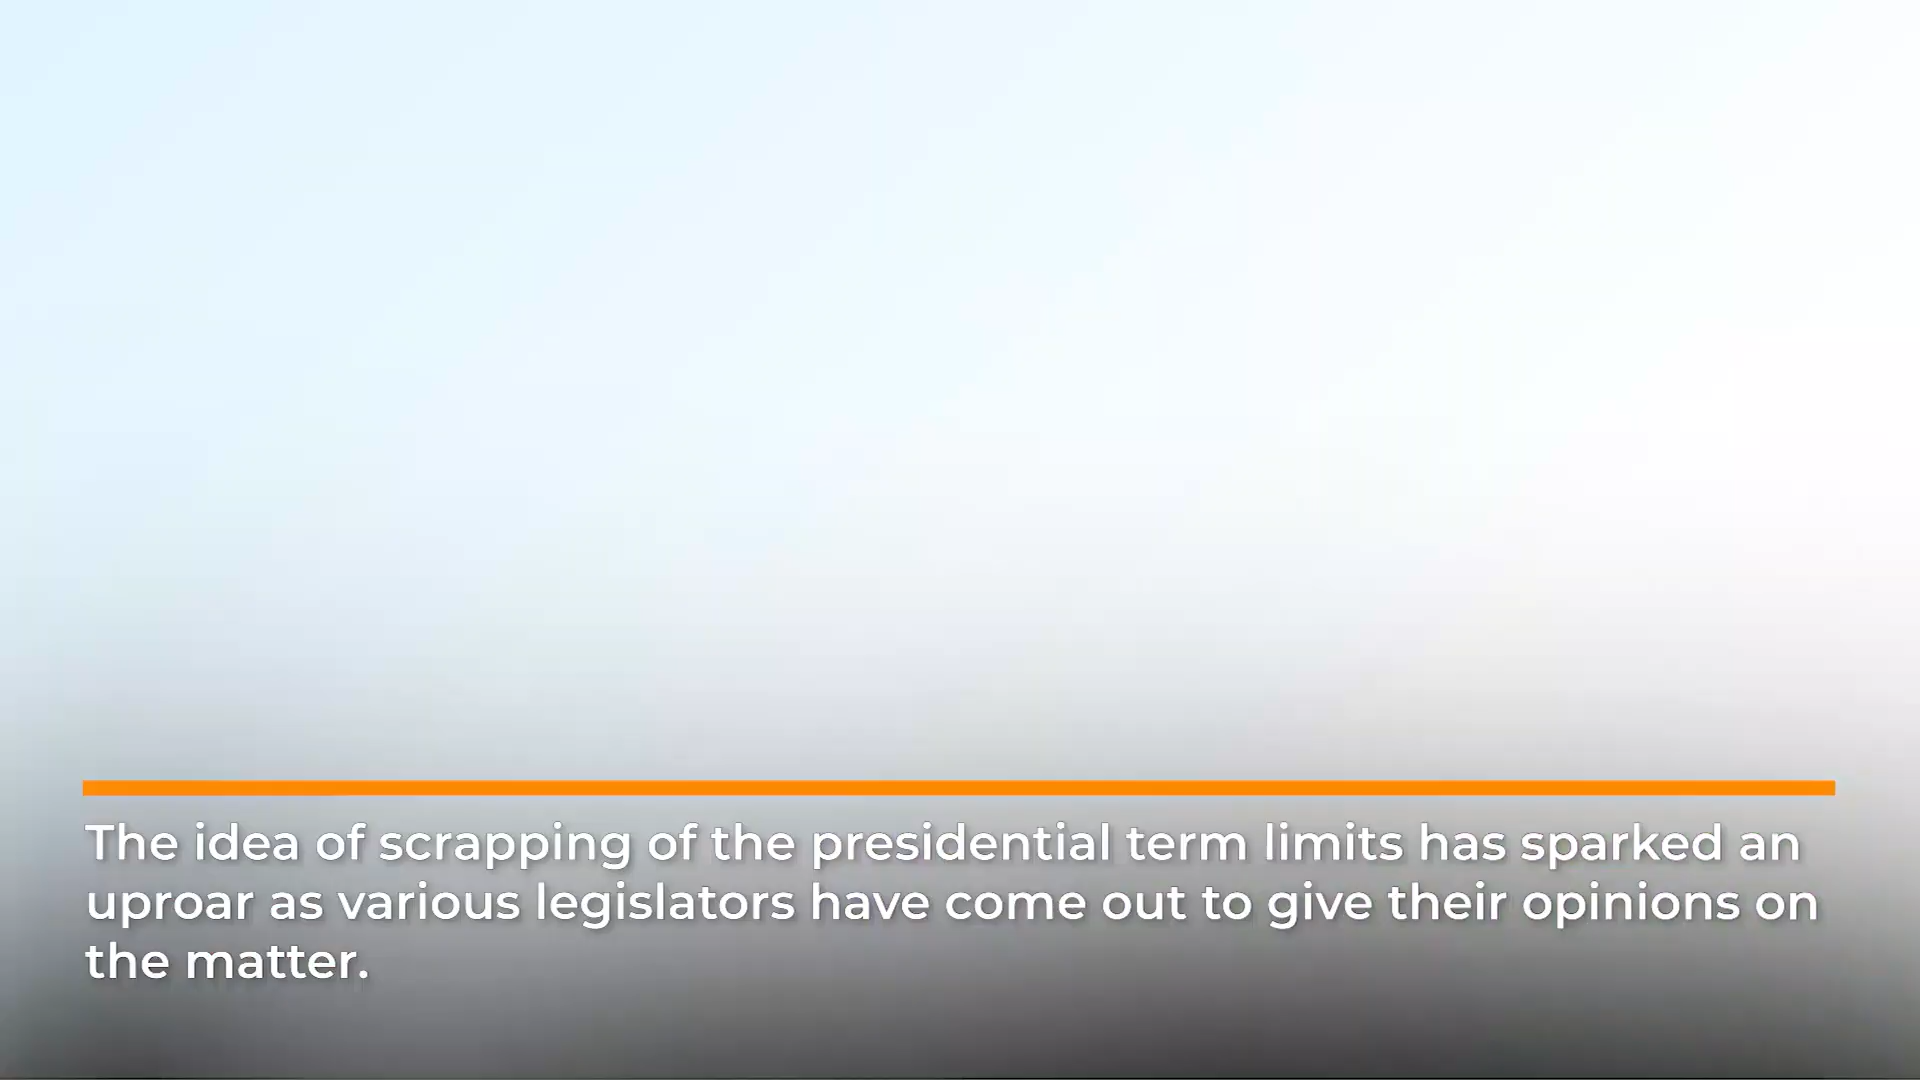 The idea of scrapping of the presidential term limits has sparked an
uproar as various legislators have come out to give their opinions on
the matter.